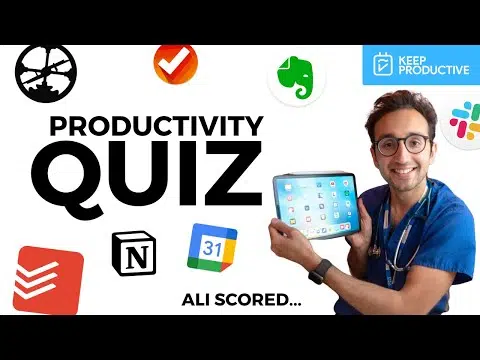 KEEP
PRODUCTIVE
PRODUCTIVITY
QUIZ
N
31
ALI SCORED...